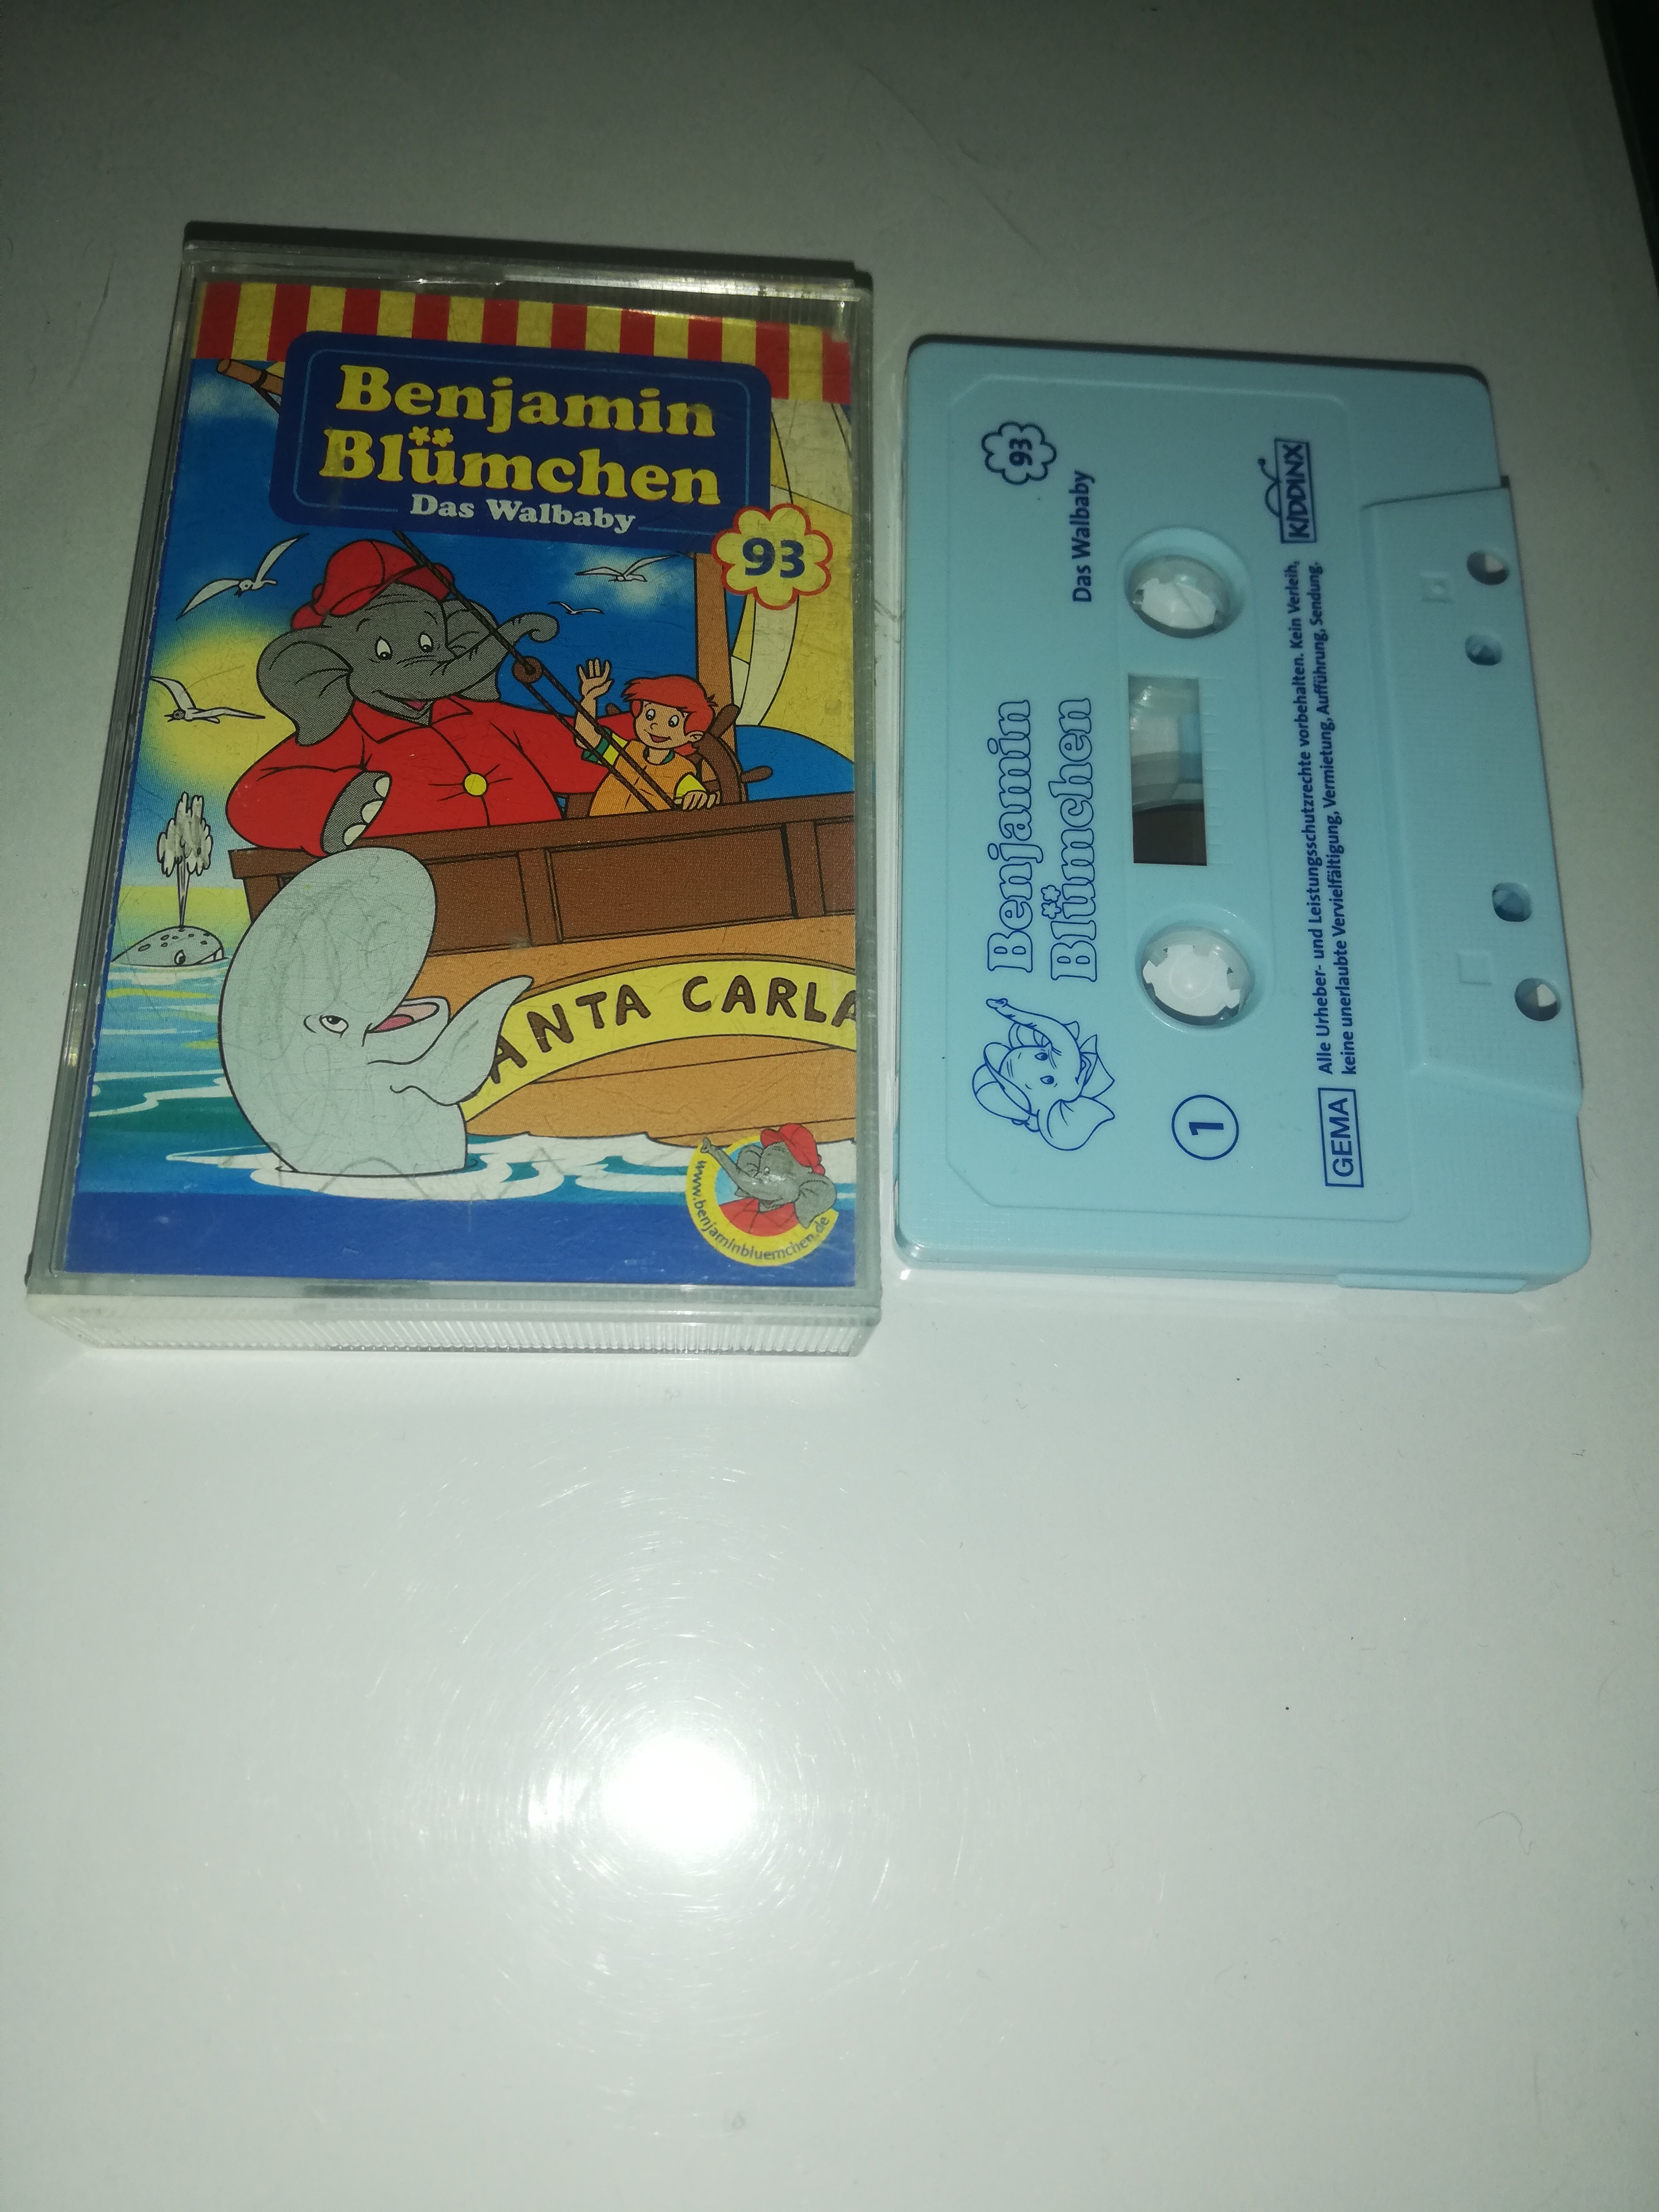 Benjamin
Blümchen
Das Walbaby
93
ANTA CARLA
www.benjaminbluemchen.de
93
Das Walbaby
Benjamin
Blümchen
1
KIDDINX
GEMA
Alle Urheber- und Leistungsschutzrechte vorbehalten. Kein Verleih,
keine unerlaubte Vervielfältigung, Vermietung, Aufführung, Sendung.